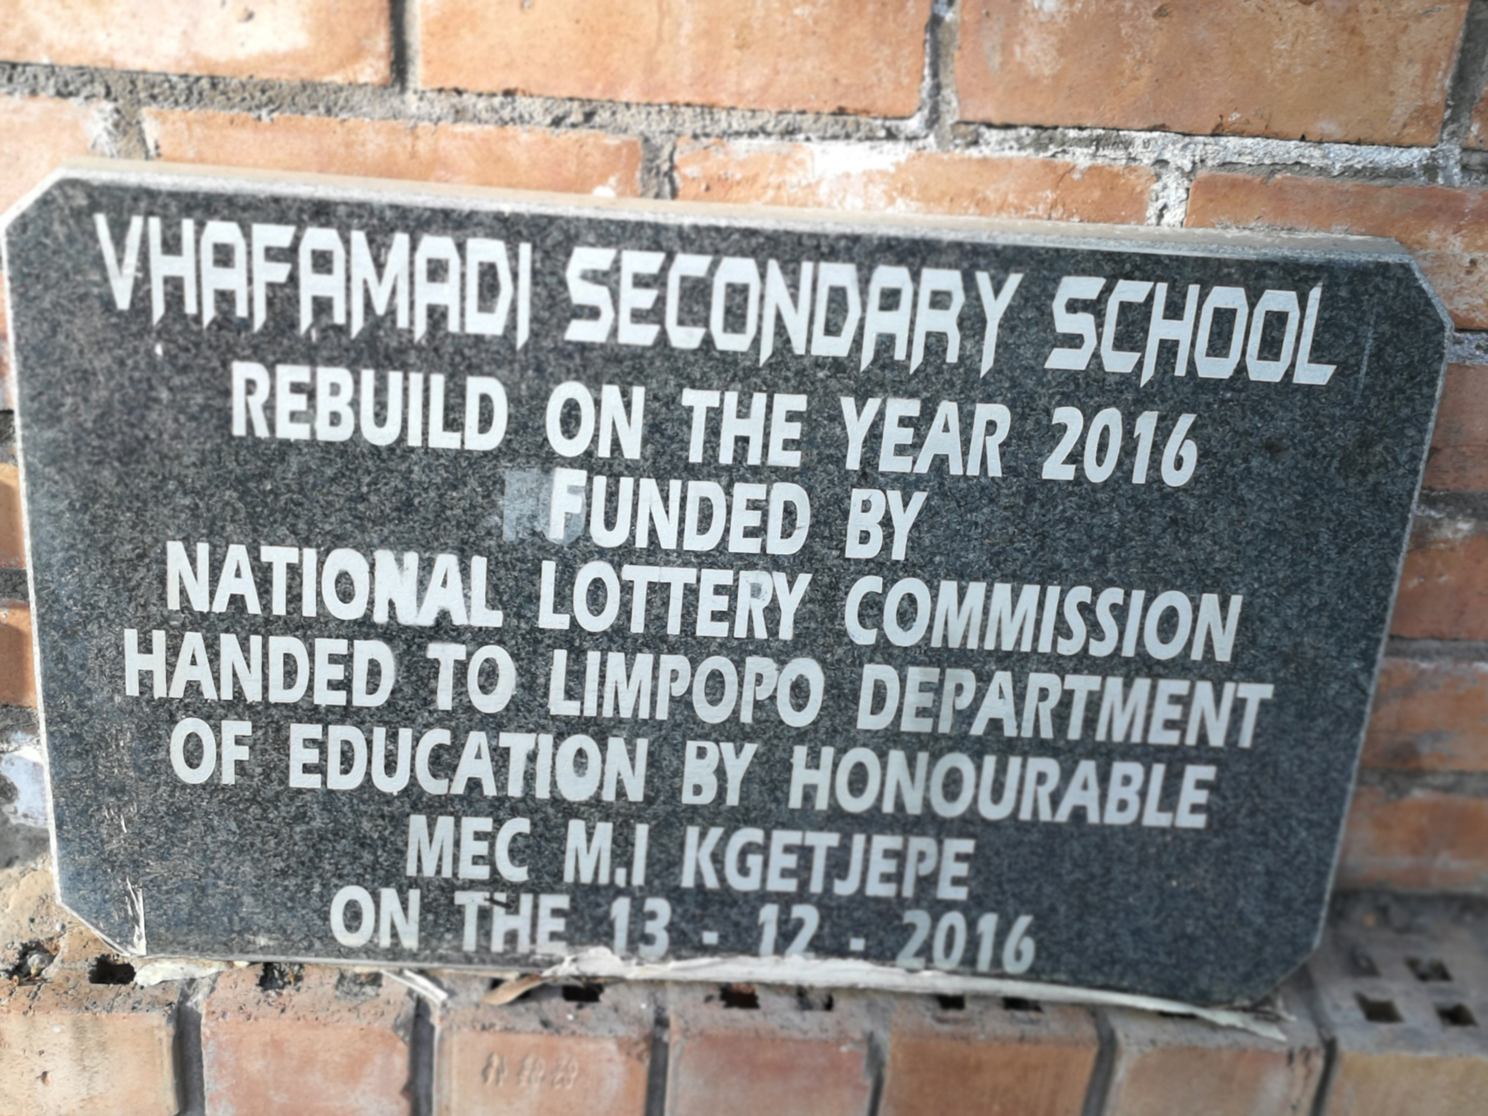 VHAFAMADI SECONDARY SCHOOL
REBUILD ON THE YEAR 2016
FUNDED BY
NATIONAL LOTTERY COMMISSION
HANDED TO LIMPOPO DEPARTMENT
OF EDUCATION BY HONOURABLE
MEC M.I KGETJEPE
ON THE 13 - 12 - 2016